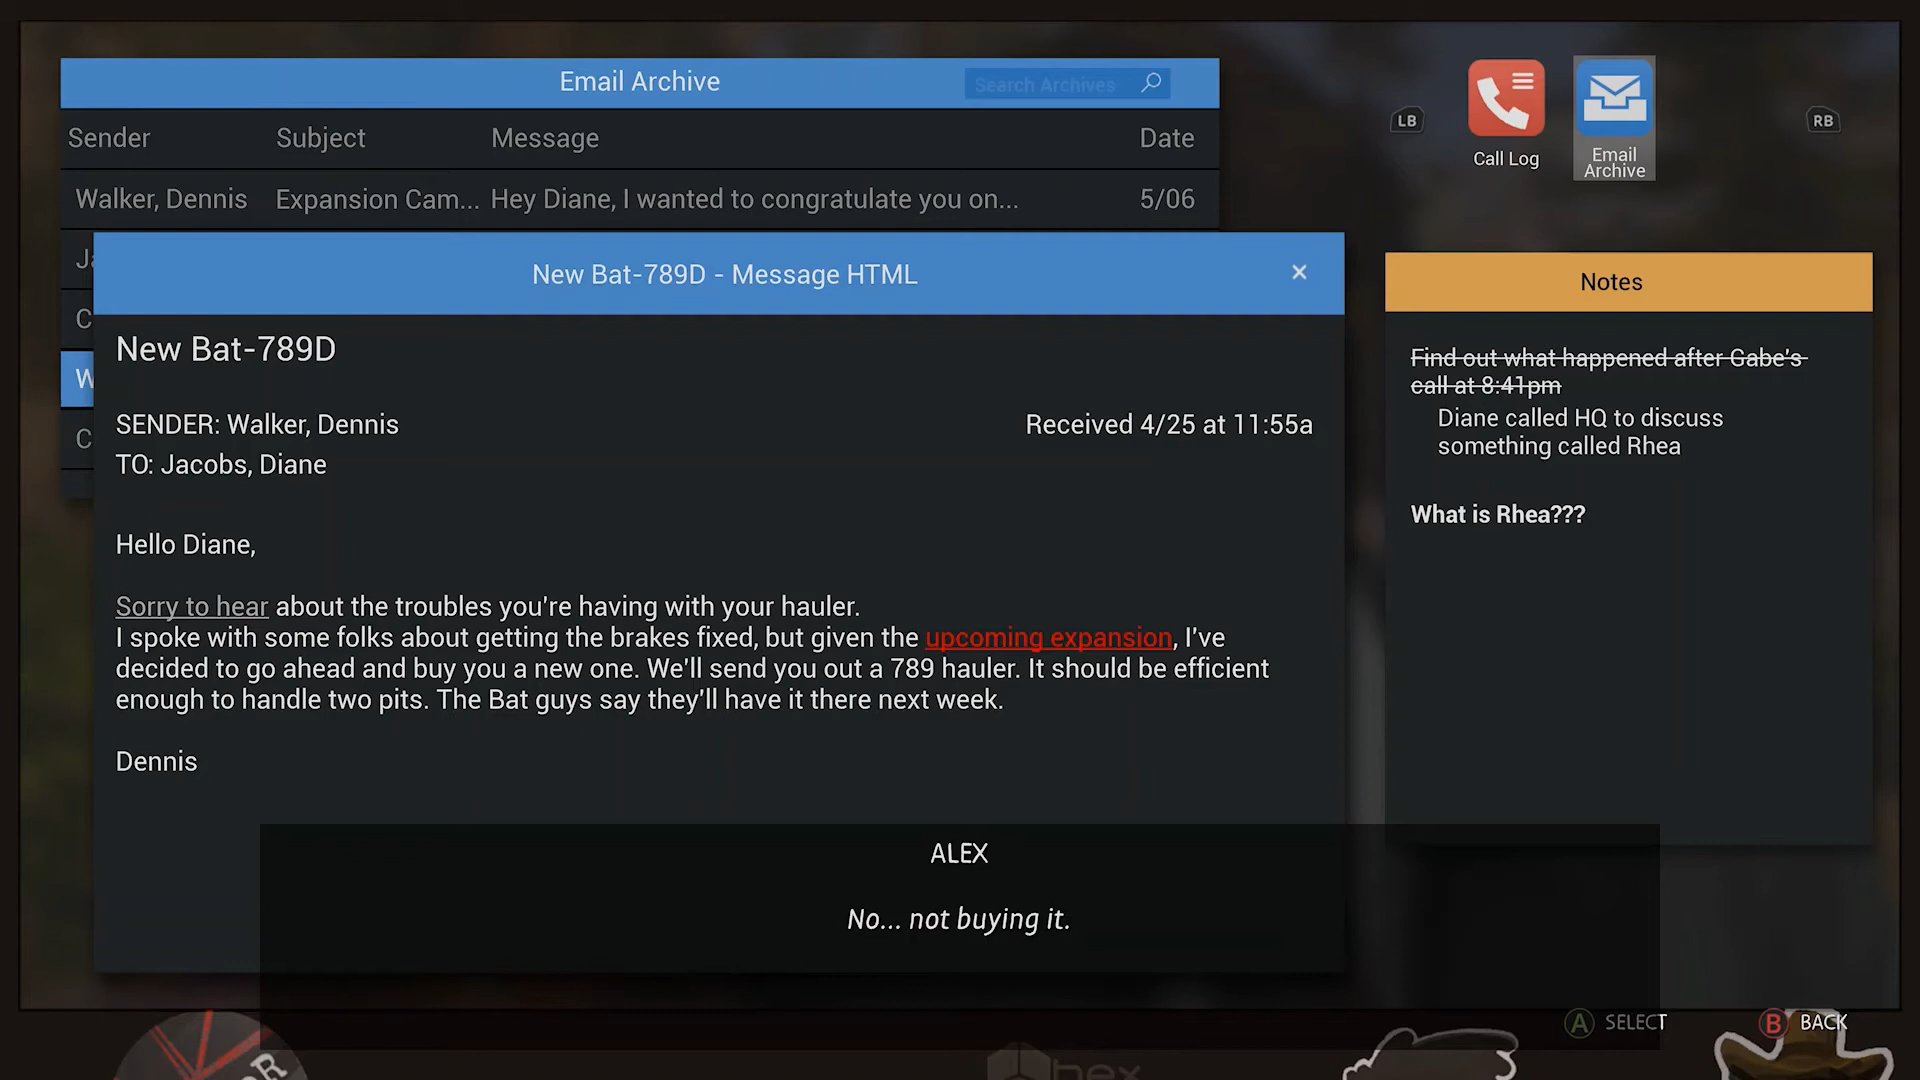 Email Archive
Search Archives
LB
Call Log
Email
Archive
RB
Sender Subject Message Date
Walker, Dennis Expansion Cam... Hey Diane, I wanted to congratulate you on... 5/06
New Bat-789D - Message HTML
New Bat-789D
SENDER: Walker, Dennis
Received 4/25 at 11:55a
TO: Jacobs, Diane
Hello Diane,
Sorry to hear about the troubles you're having with your hauler.
I spoke with some folks about getting the brakes fixed, but given the upcoming expansion, I've
decided to go ahead and buy you a new one. We'll send you out a 789 hauler. It should be efficient
enough to handle two pits. The Bat guys say they'll have it there next week.
Dennis
Notes
Find out what happened after Gabe's
call at 8:41pm
Diane called HQ to discuss
something called Rhea
What is Rhea???
ALEX
No... not buying it.
A SELECT
B BACK
hex